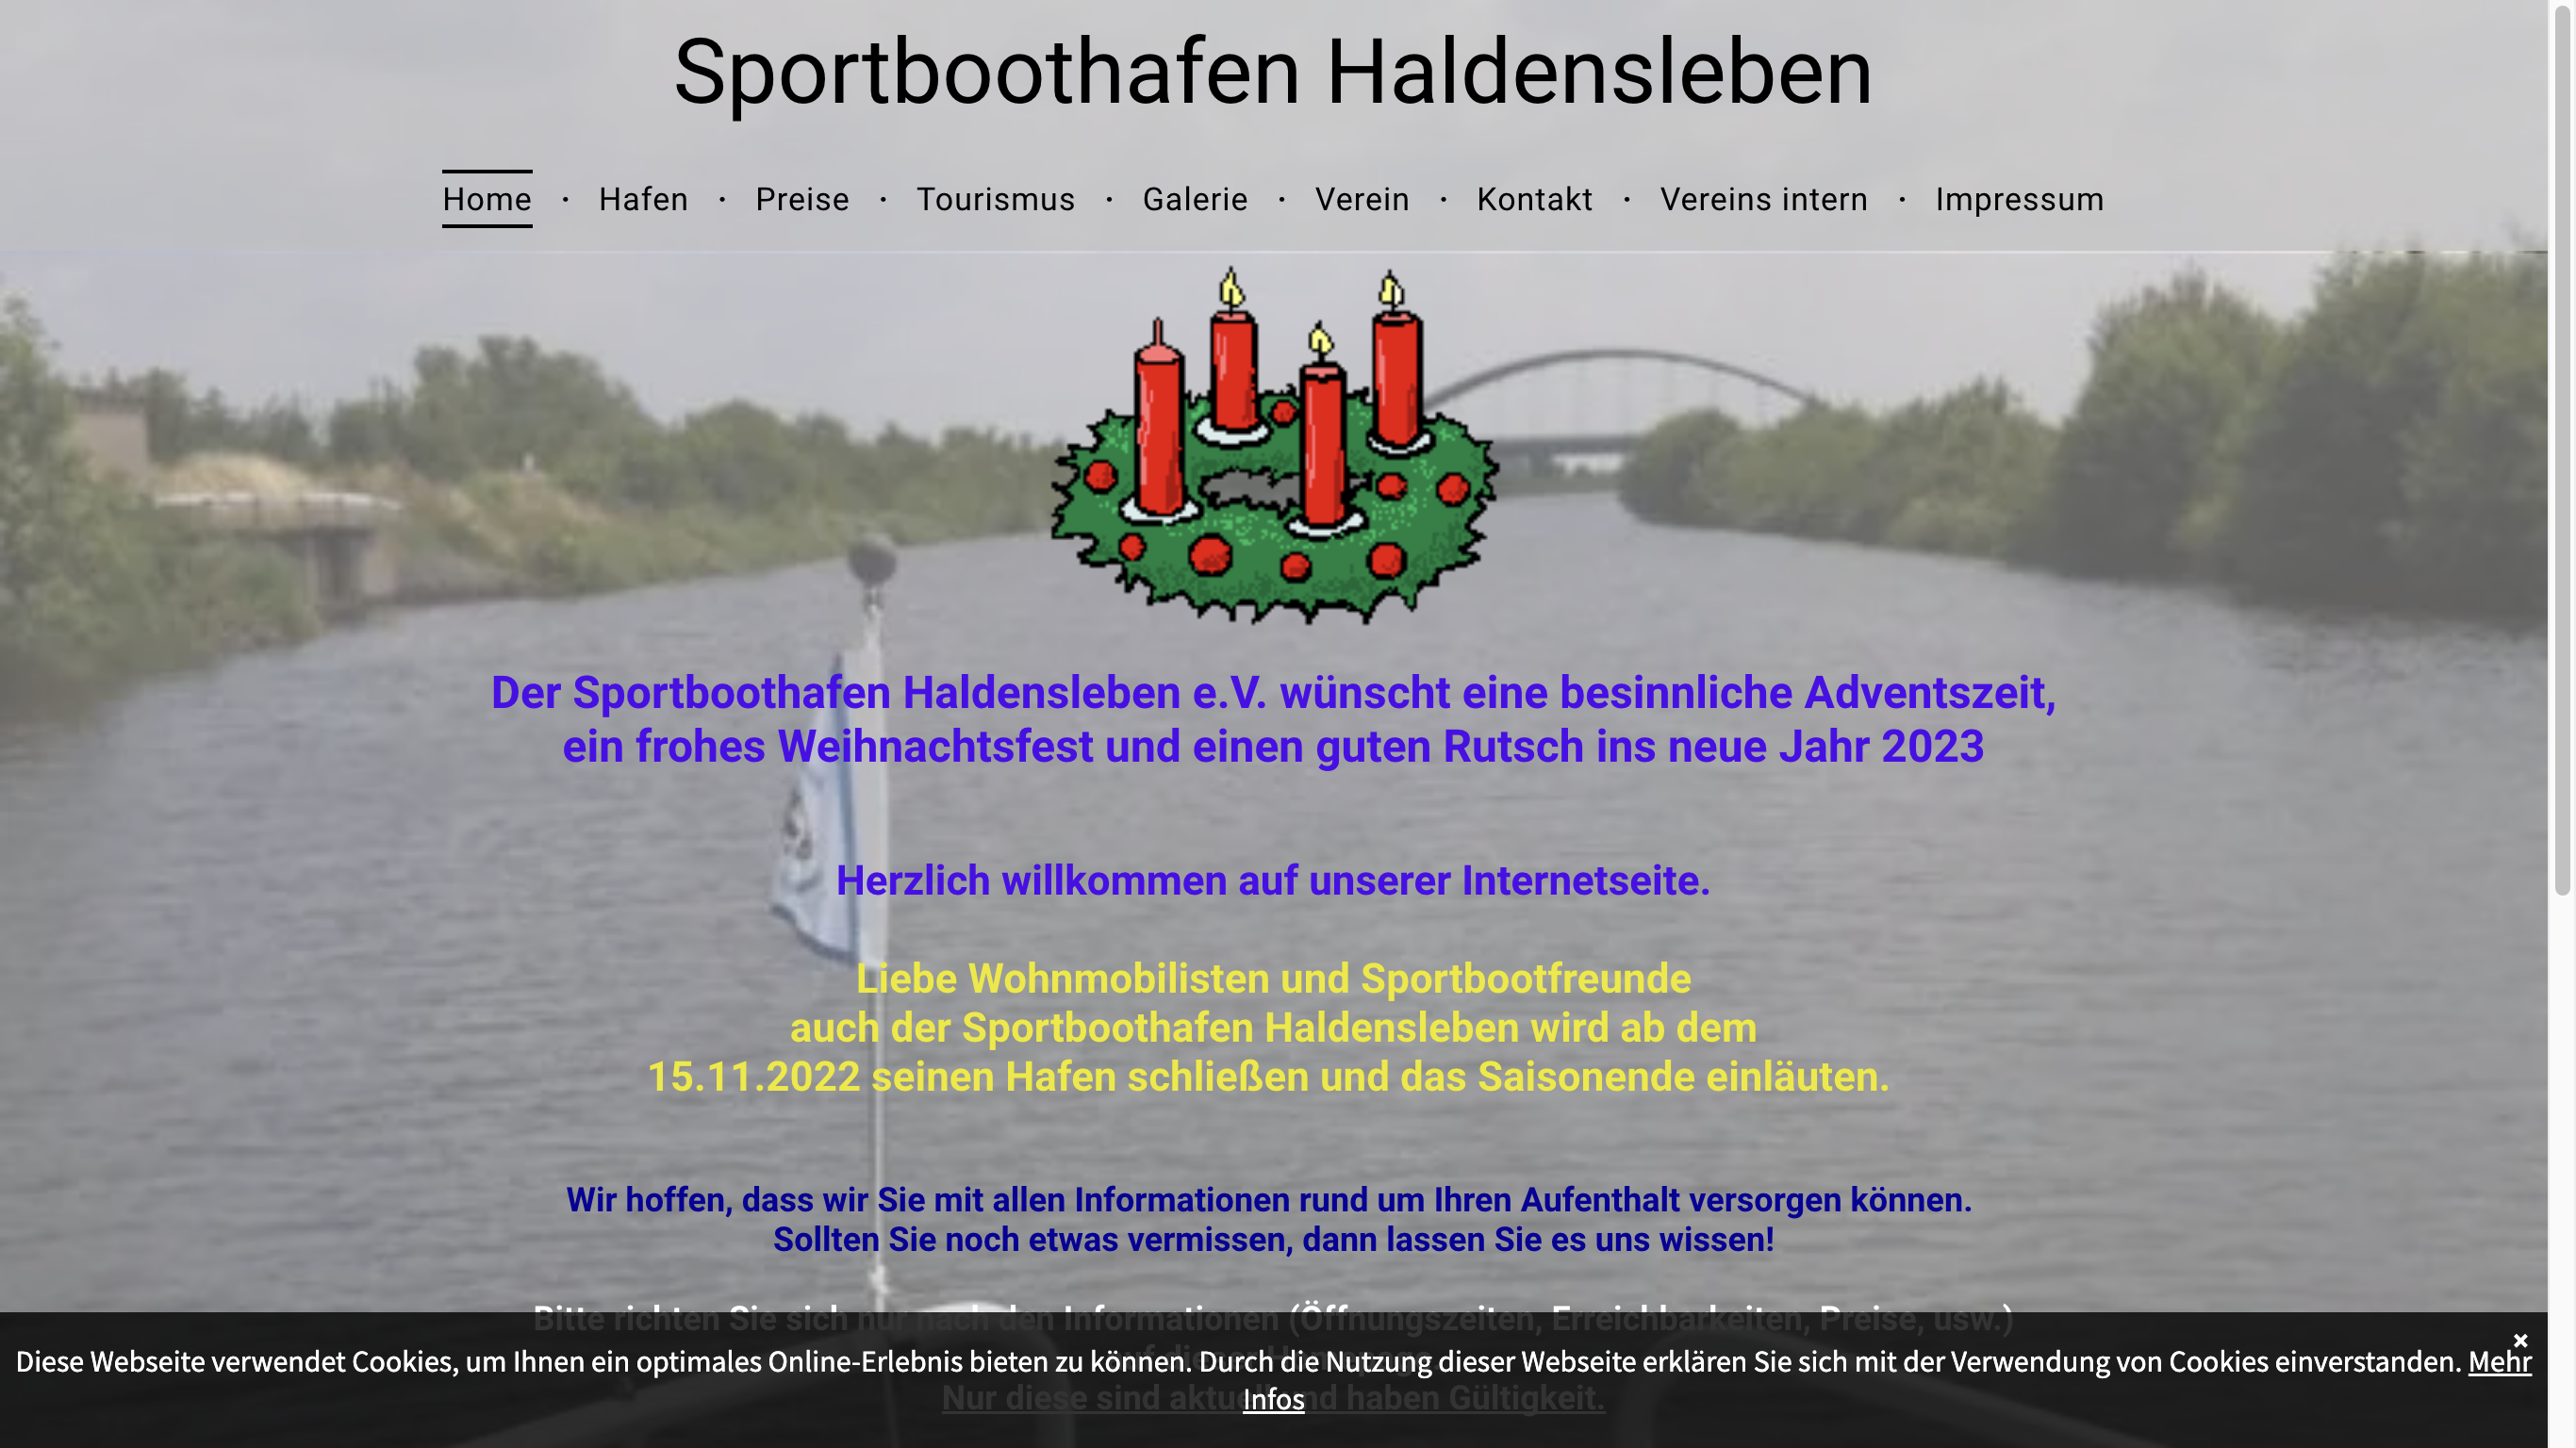 Sportboothafen Haldensleben
Home · Hafen · Preise · Tourismus · Galerie · Verein · Kontakt · Vereins intern · Impressum
Der Sportboothafen Haldensleben e.V. wünscht eine besinnliche Adventszeit,
ein frohes Weihnachtsfest und einen guten Rutsch ins neue Jahr 2023
Herzlich willkommen auf unserer Internetseite.
Liebe Wohnmobilisten und Sportbootfreunde
auch der Sportboothafen Haldensleben wird ab dem
15.11.2022 seinen Hafen schließen und das Saisonende einläuten.
Wir hoffen, dass wir Sie mit allen Informationen rund um Ihren Aufenthalt versorgen können.
Sollten Sie noch etwas vermissen, dann lassen Sie es uns wissen!
Bitte richten Sie sich nur nach den Informationen (Öffnungszeiten, Erreichbarkeiten, Preise, usw.)
Diese Webseite verwendet Cookies, um Ihnen ein optimales Online-Erlebnis bieten zu können. Durch die Nutzung dieser Webseite erklären Sie sich mit der Verwendung von Cookies einverstanden. Mehr
Infos
Nur diese sind aktuell und haben Gültigkeit.